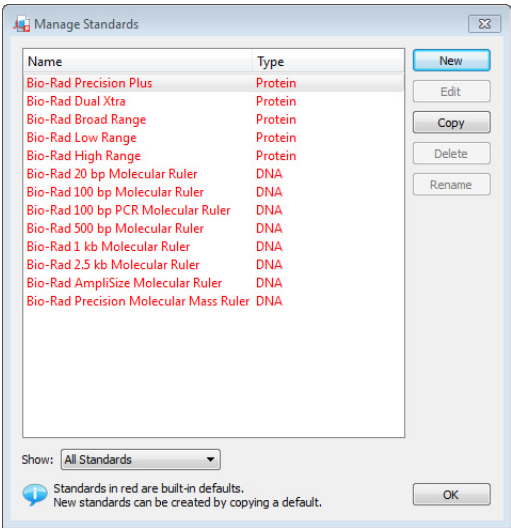 Manage Standards
Name Type New
Bio-Rad Precision Plus Protein
Edit
Bio-Rad Dual Xtra Protein
Bio-Rad Broad Range Protein Copy
Bio-Rad Low Range Protein
Bio-Rad High Range Protein Delete
Bio-Rad 20 bp Molecular Ruler DNA
Bio-Rad 100 bp Molecular Ruler DNA Rename
Bio-Rad 100 bp PCR Molecular Ruler DNA
Bio-Rad 500 bp Molecular Ruler DNA
Bio-Rad 1 kb Molecular Ruler DNA
Bio-Rad 2.5 kb Molecular Ruler DNA
Bio-Rad AmpliSize Molecular Ruler DNA
Bio-Rad Precision Molecular Mass Ruler DNA
Show: All Standards
Standards in red are built-in defaults.
New standards can be created by copying a default. OK